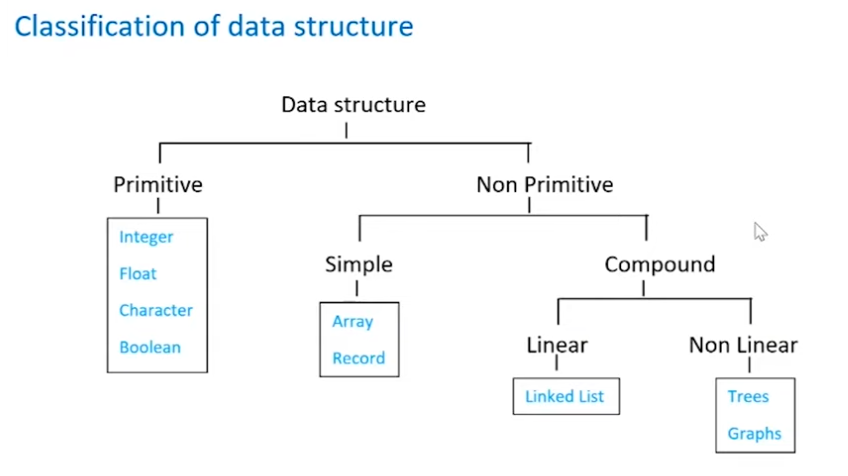 Classification of data structure
Data structure
Primitive
Non Primitive
Integer
Float
Character
Boolean
Simple
Compound
Array
Record
Linear
Non Linear
Linked List
Trees
Graphs